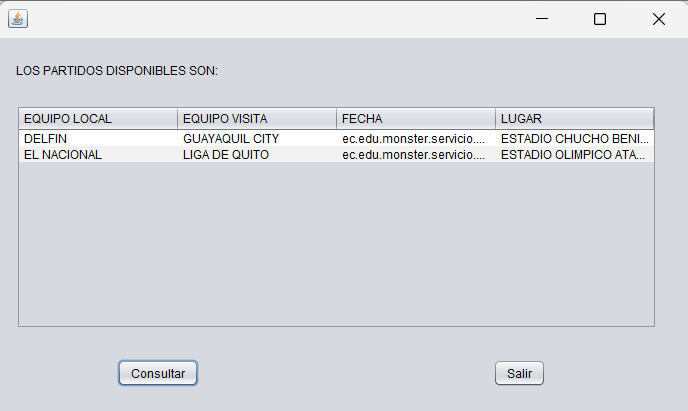 LOS PARTIDOS DISPONIBLES SON:
EQUIPO LOCAL EQUIPO VISITA FECHA LUGAR
DELFIN GUAYAQUIL CITY ec.edu.monster.servicio.... ESTADIO CHUCHO BENI...
EL NACIONAL LIGA DE QUITO ec.edu.monster.servicio.... ESTADIO OLIMPICO ATA...
Consultar Salir